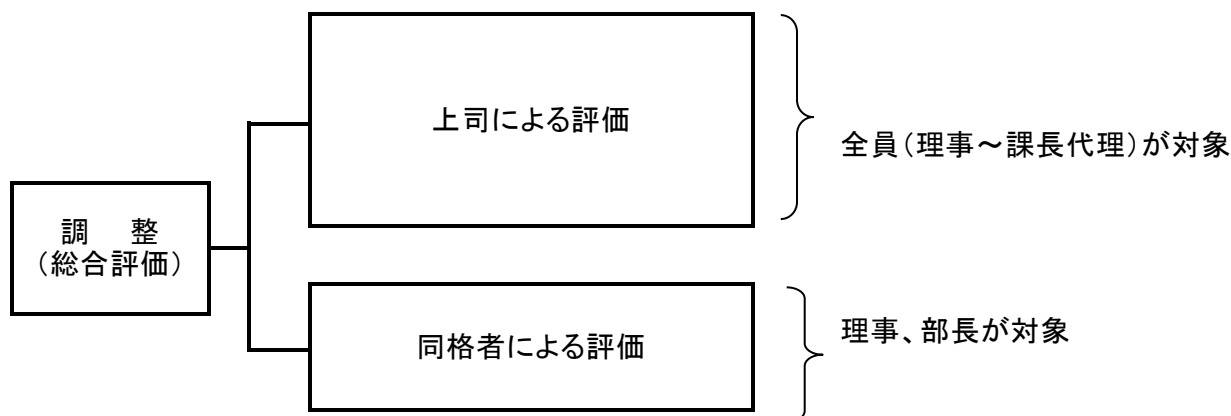 上司による評価
全員（理事～課長代理）が対象
調　整
（総合評価）
同格者による評価
理事、部長が対象